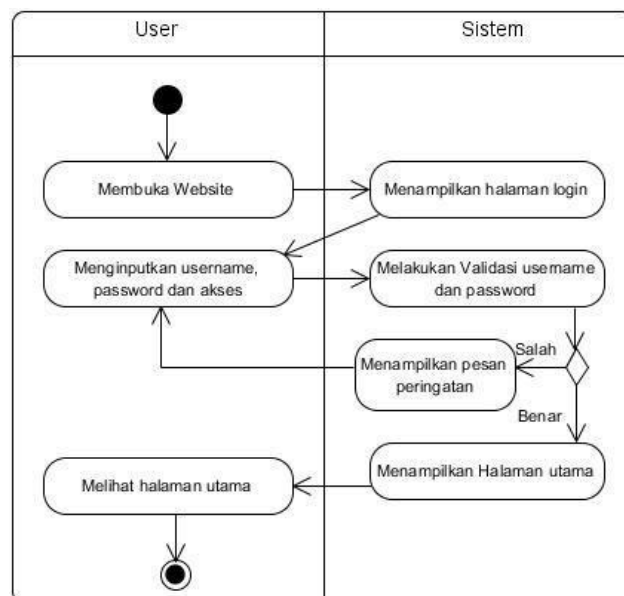 User
Sistem
Membuka Website
Menampilkan halaman login
Menginputkan username,
password dan akses
Melakukan Validasi username
dan password
Salah
Menampilkan pesan
peringatan
Benar
Menampilkan Halaman utama
Melihat halaman utama